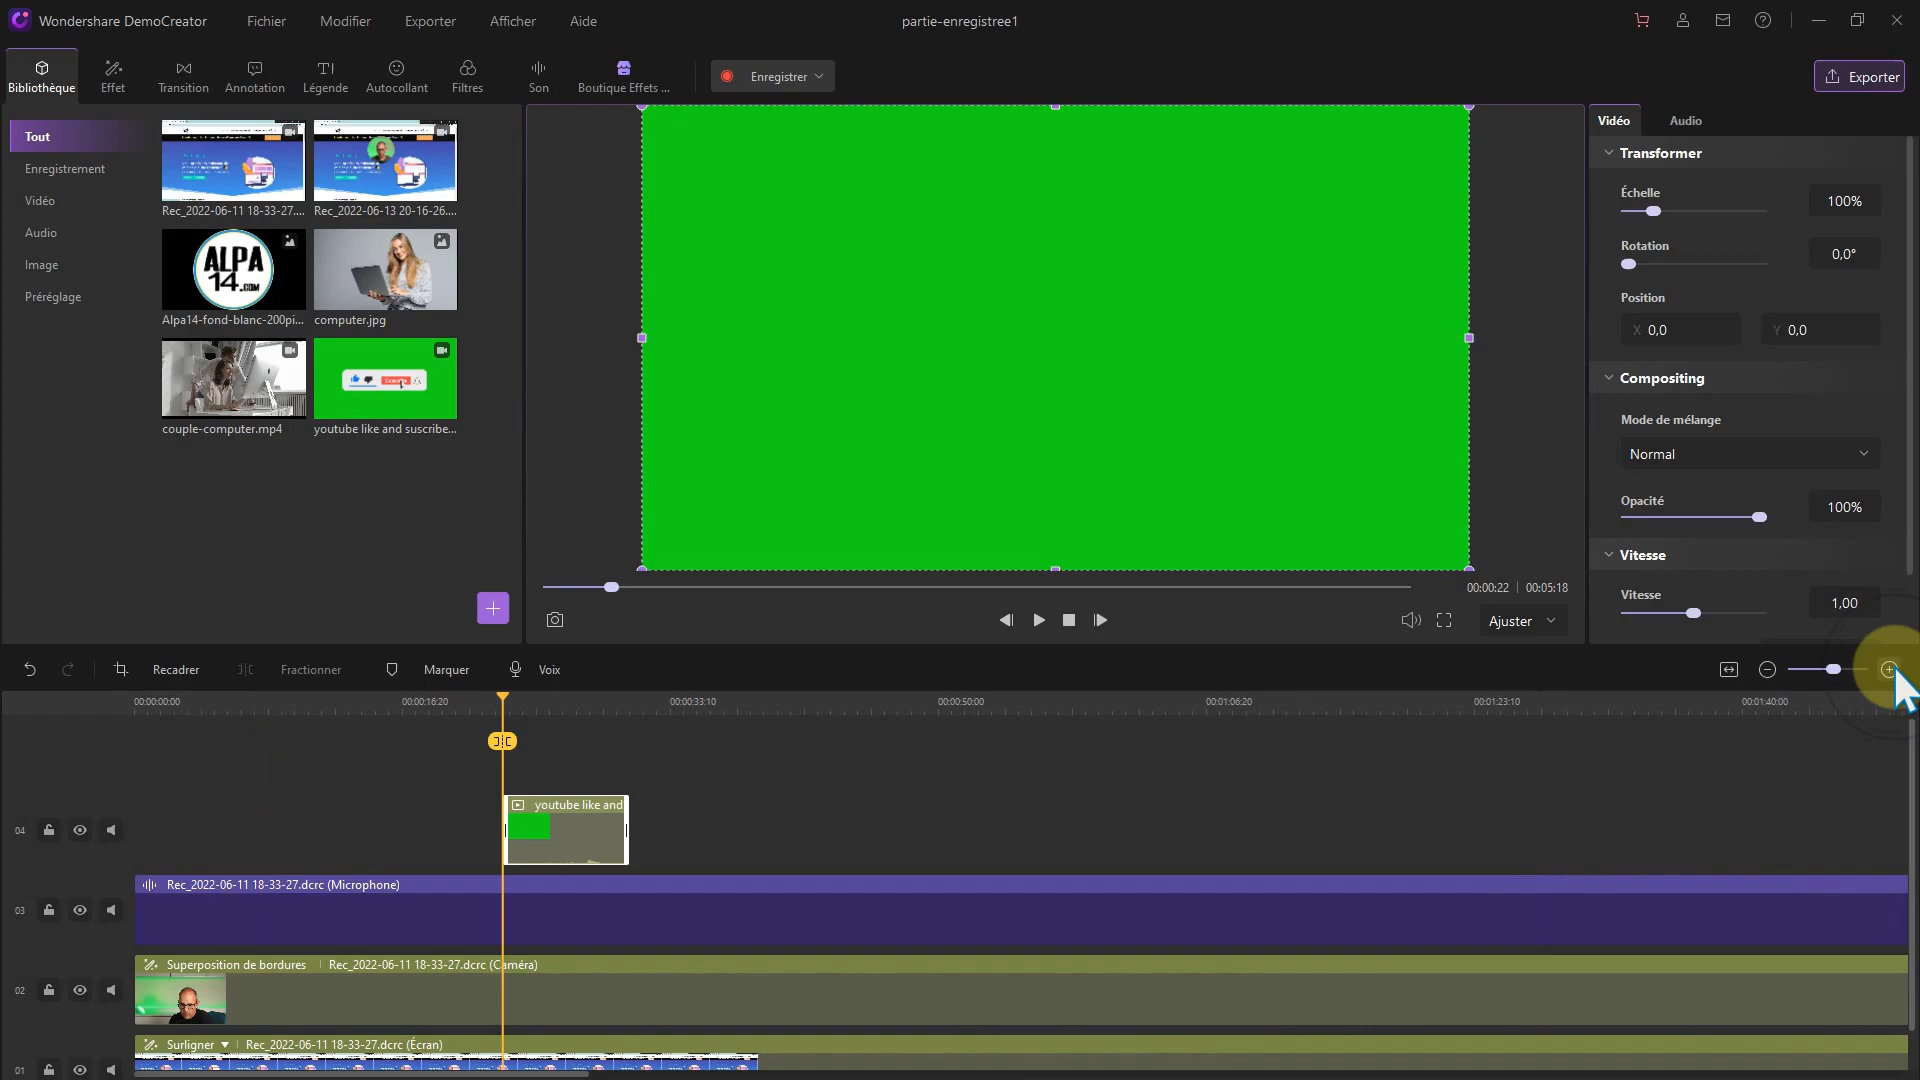 Wondershare DemoCreator
Fichier
Modifier
Exporter
Afficher
Aide
partie-enregistree1
Bibliothèque
Effet
Transition
Annotation
Légende
Autocollant
Filtres
Son
Boutique Effets ...
Enregistrer
Exporter
Tout
Enregistrement
Vidéo
Audio
Image
Préréglage
Rec_2022-06-11 18-33-27....
Rec_2022-06-13 20-16-26....
ALPA
14.COM
Alpa14-fond-blanc-200pi...
computer.jpg
couple-computer.mp4
youtube like and suscribe...
Vidéo
Audio
Transformer
Échelle
100%
Rotation
0,0°
Position
X 0,0
Y 0,0
Compositing
Mode de mélange
Normal
Opacité
100%
Vitesse
Vitesse
1,00
00:00:22 | 00:05:18
Ajuster
Recadrer
Fractionner
Marquer
Voix
00:00:00:00
00:00:16:20
00:00:33:10
00:00:50:00
00:01:06:20
00:01:23:10
00:01:40:00
04
youtube like and
03
Rec_2022-06-11 18-33-27.dcrc (Microphone)
02
Superposition de bordures | Rec_2022-06-11 18-33-27.dcrc (Caméra)
01
Surligner
Rec_2022-06-11 18-33-27.dcrc (Écran)